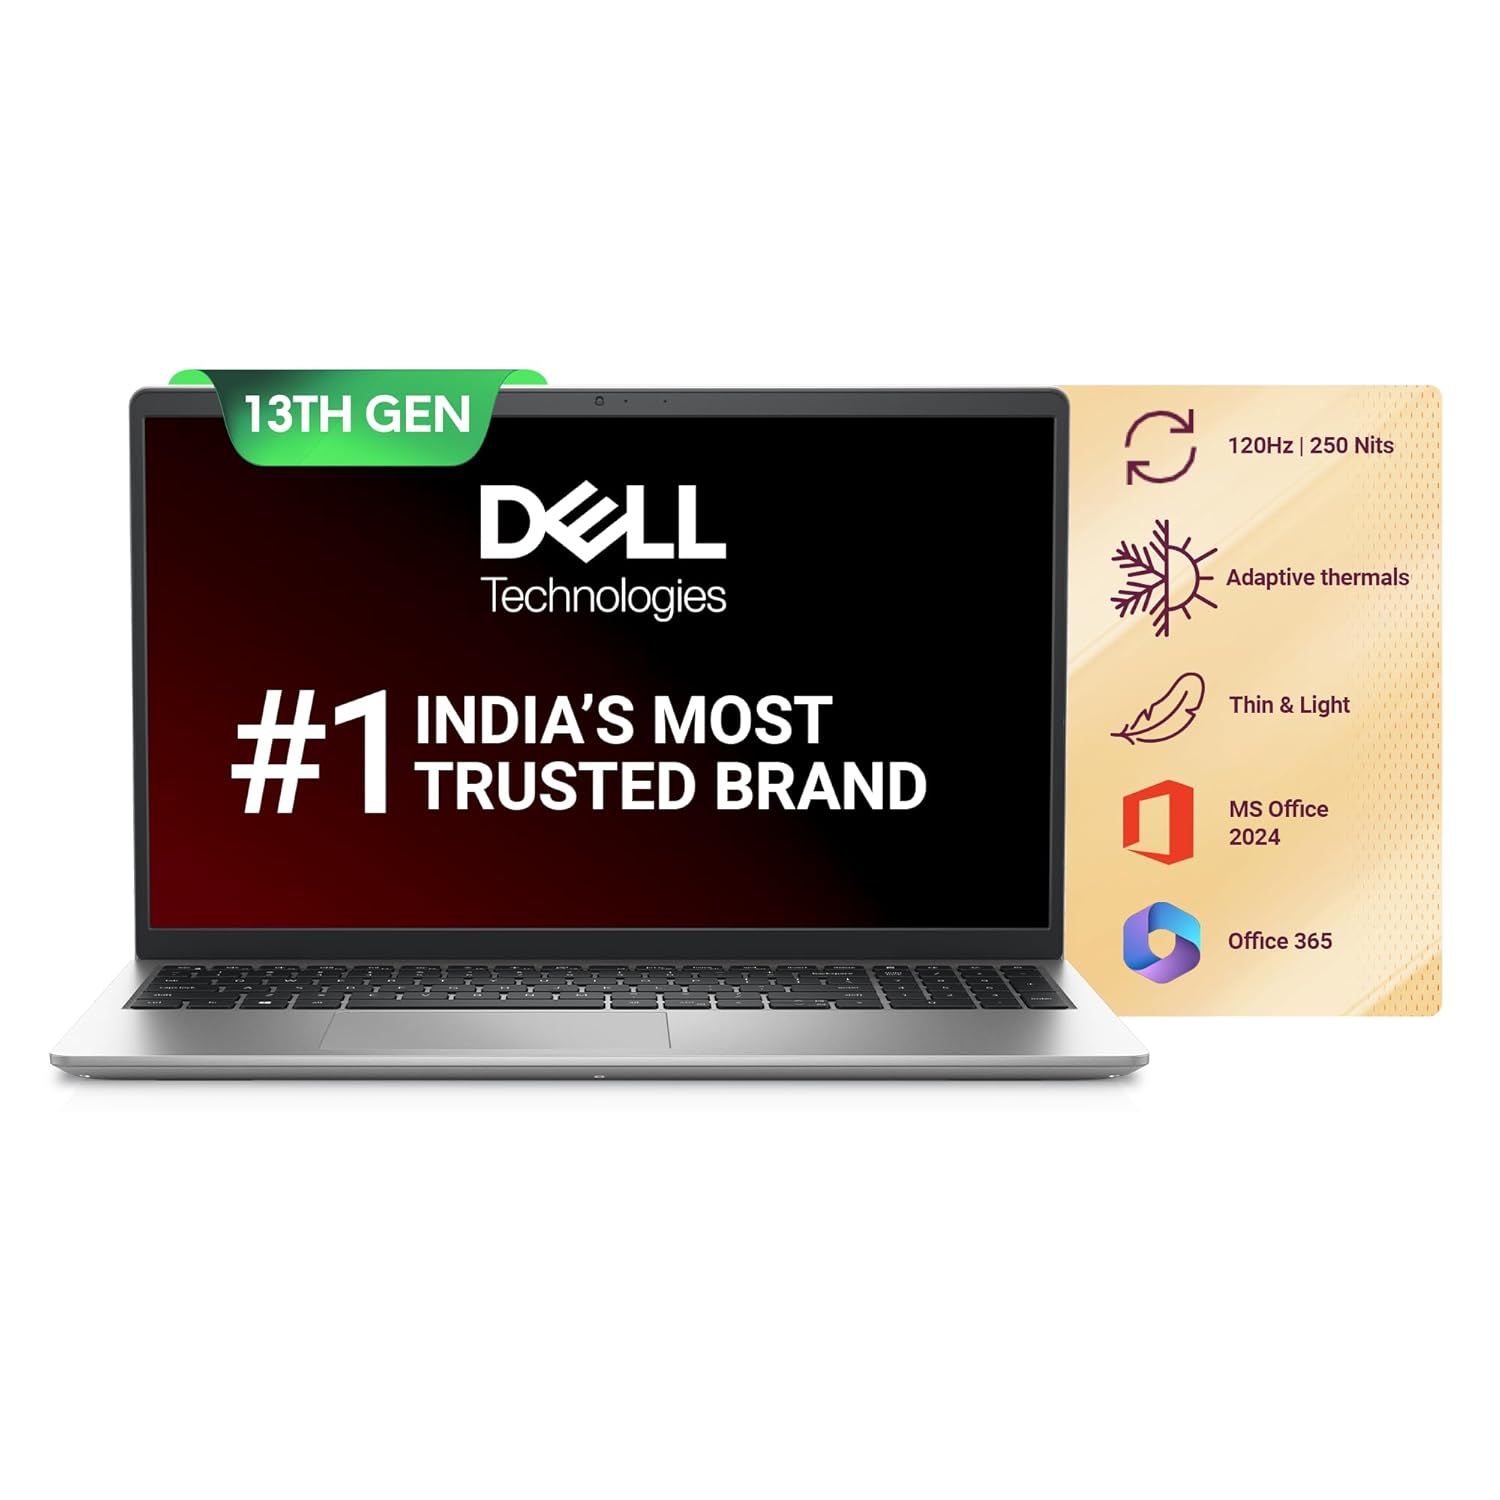 13TH GEN
DELL
Technologies
#1 INDIA'S MOST
TRUSTED BRAND
120Hz | 250 Nits
Adaptive thermals
Thin & Light
MS Office
2024
Office 365